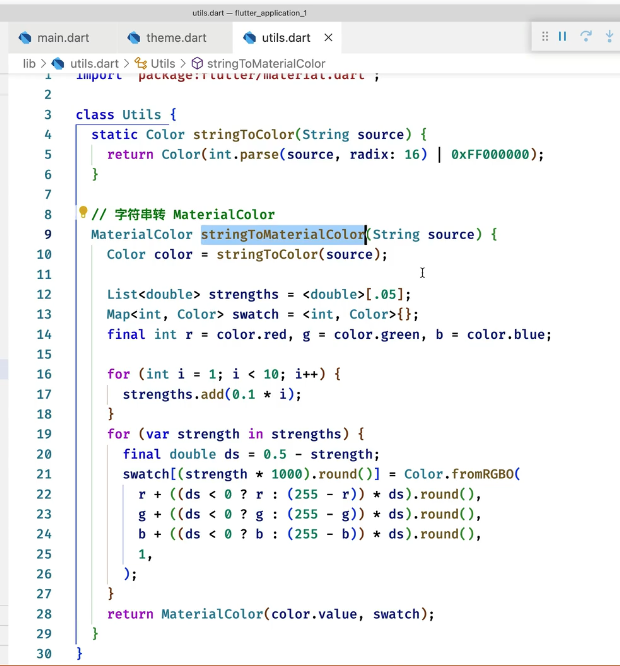 utils.dart — flutter_application_1
main.dart theme.dart utils.dart ×
lib > utils.dart > Utils > stringToMaterialColor
1 import 'package:flutter/material.dart';
2
3 class Utils {
4 static Color stringToColor(String source) {
5 return Color(int.parse(source, radix: 16) | 0xFF000000);
6 }
7
8 // 字符串转 MaterialColor
9 MaterialColor stringToMaterialColor(String source) {
10 Color color = stringToColor(source);
11
12 List<double> strengths = <double>[.05];
13 Map<int, Color> swatch = <int, Color>{};
14 final int r = color.red, g = color.green, b = color.blue;
15
16 for (int i = 1; i < 10; i++) {
17 strengths.add(0.1 * i);
18 }
19 for (var strength in strengths) {
20 final double ds = 0.5 - strength;
21 swatch[(strength * 1000).round()] = Color.fromRGBO(
22 r + ((ds < 0 ? r : (255 - r)) * ds).round(),
23 g + ((ds < 0 ? g : (255 - g)) * ds).round(),
24 b + ((ds < 0 ? b : (255 - b)) * ds).round(),
25 1,
26 );
27 }
28 return MaterialColor(color.value, swatch);
29 }
30 }